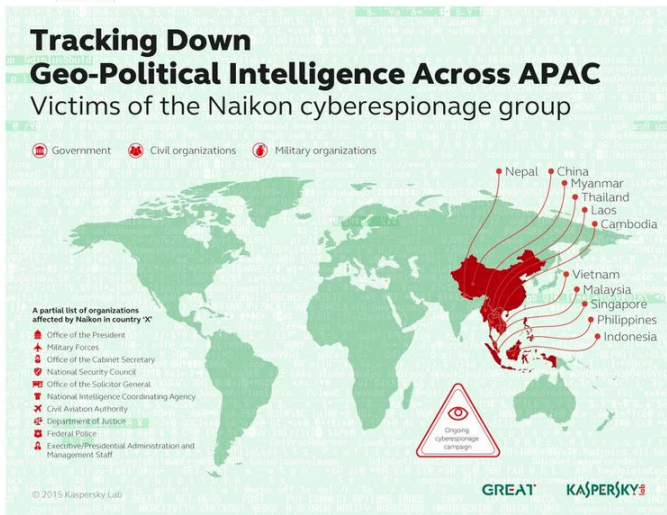 Tracking Down
Geo-Political Intelligence Across APAC
Victims of the Naikon cyberespionage group
Government
Civil organizations
Military organizations
Nepal
China
Myanmar
Thailand
Laos
Cambodia
Vietnam
Malaysia
Singapore
Philippines
Indonesia
A partial list of organizations
affected by Naikon in country 'X'
Office of the President
Military Forces
Office of the Cabinet Secretary
National Security Council
Office of the Solicitor General
National Intelligence Coordinating Agency
Civil Aviation Authority
Department of Justice
Federal Police
Executive/Presidential Administration and
Management Staff
Ongoing
cyberespionage
campaign
© 2015 Kaspersky Lab
GREAT
KASPERSKY lab